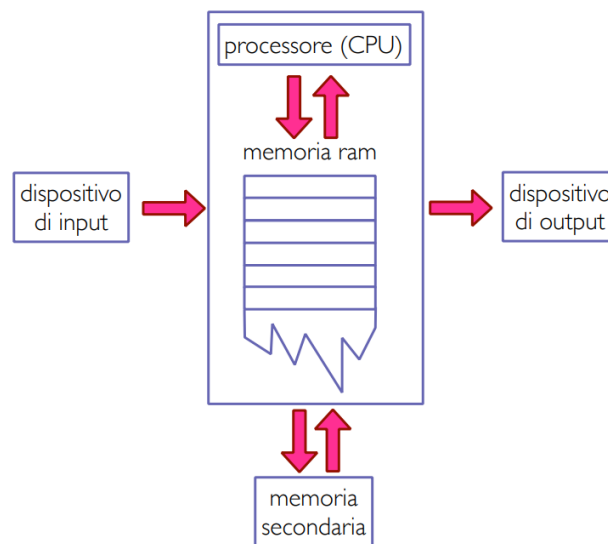 processore (CPU)
memoria ram
dispositivo
di input
dispositivo
di output
memoria
secondaria